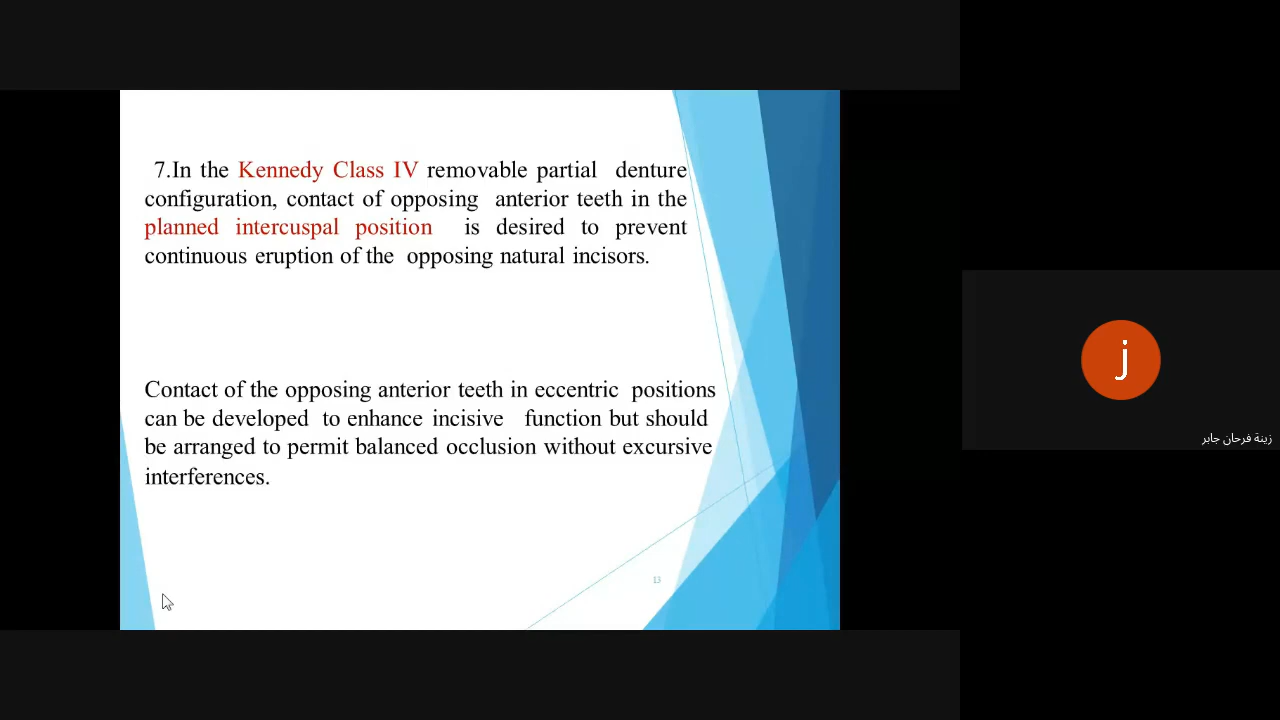 7.In the Kennedy Class IV removable partial denture
configuration, contact of opposing anterior teeth in the
planned intercuspal position is desired to prevent
continuous eruption of the opposing natural incisors.
Contact of the opposing anterior teeth in eccentric positions
can be developed to enhance incisive function but should
be arranged to permit balanced occlusion without excursive
interferences.
13
j
زينة فرحان جابر